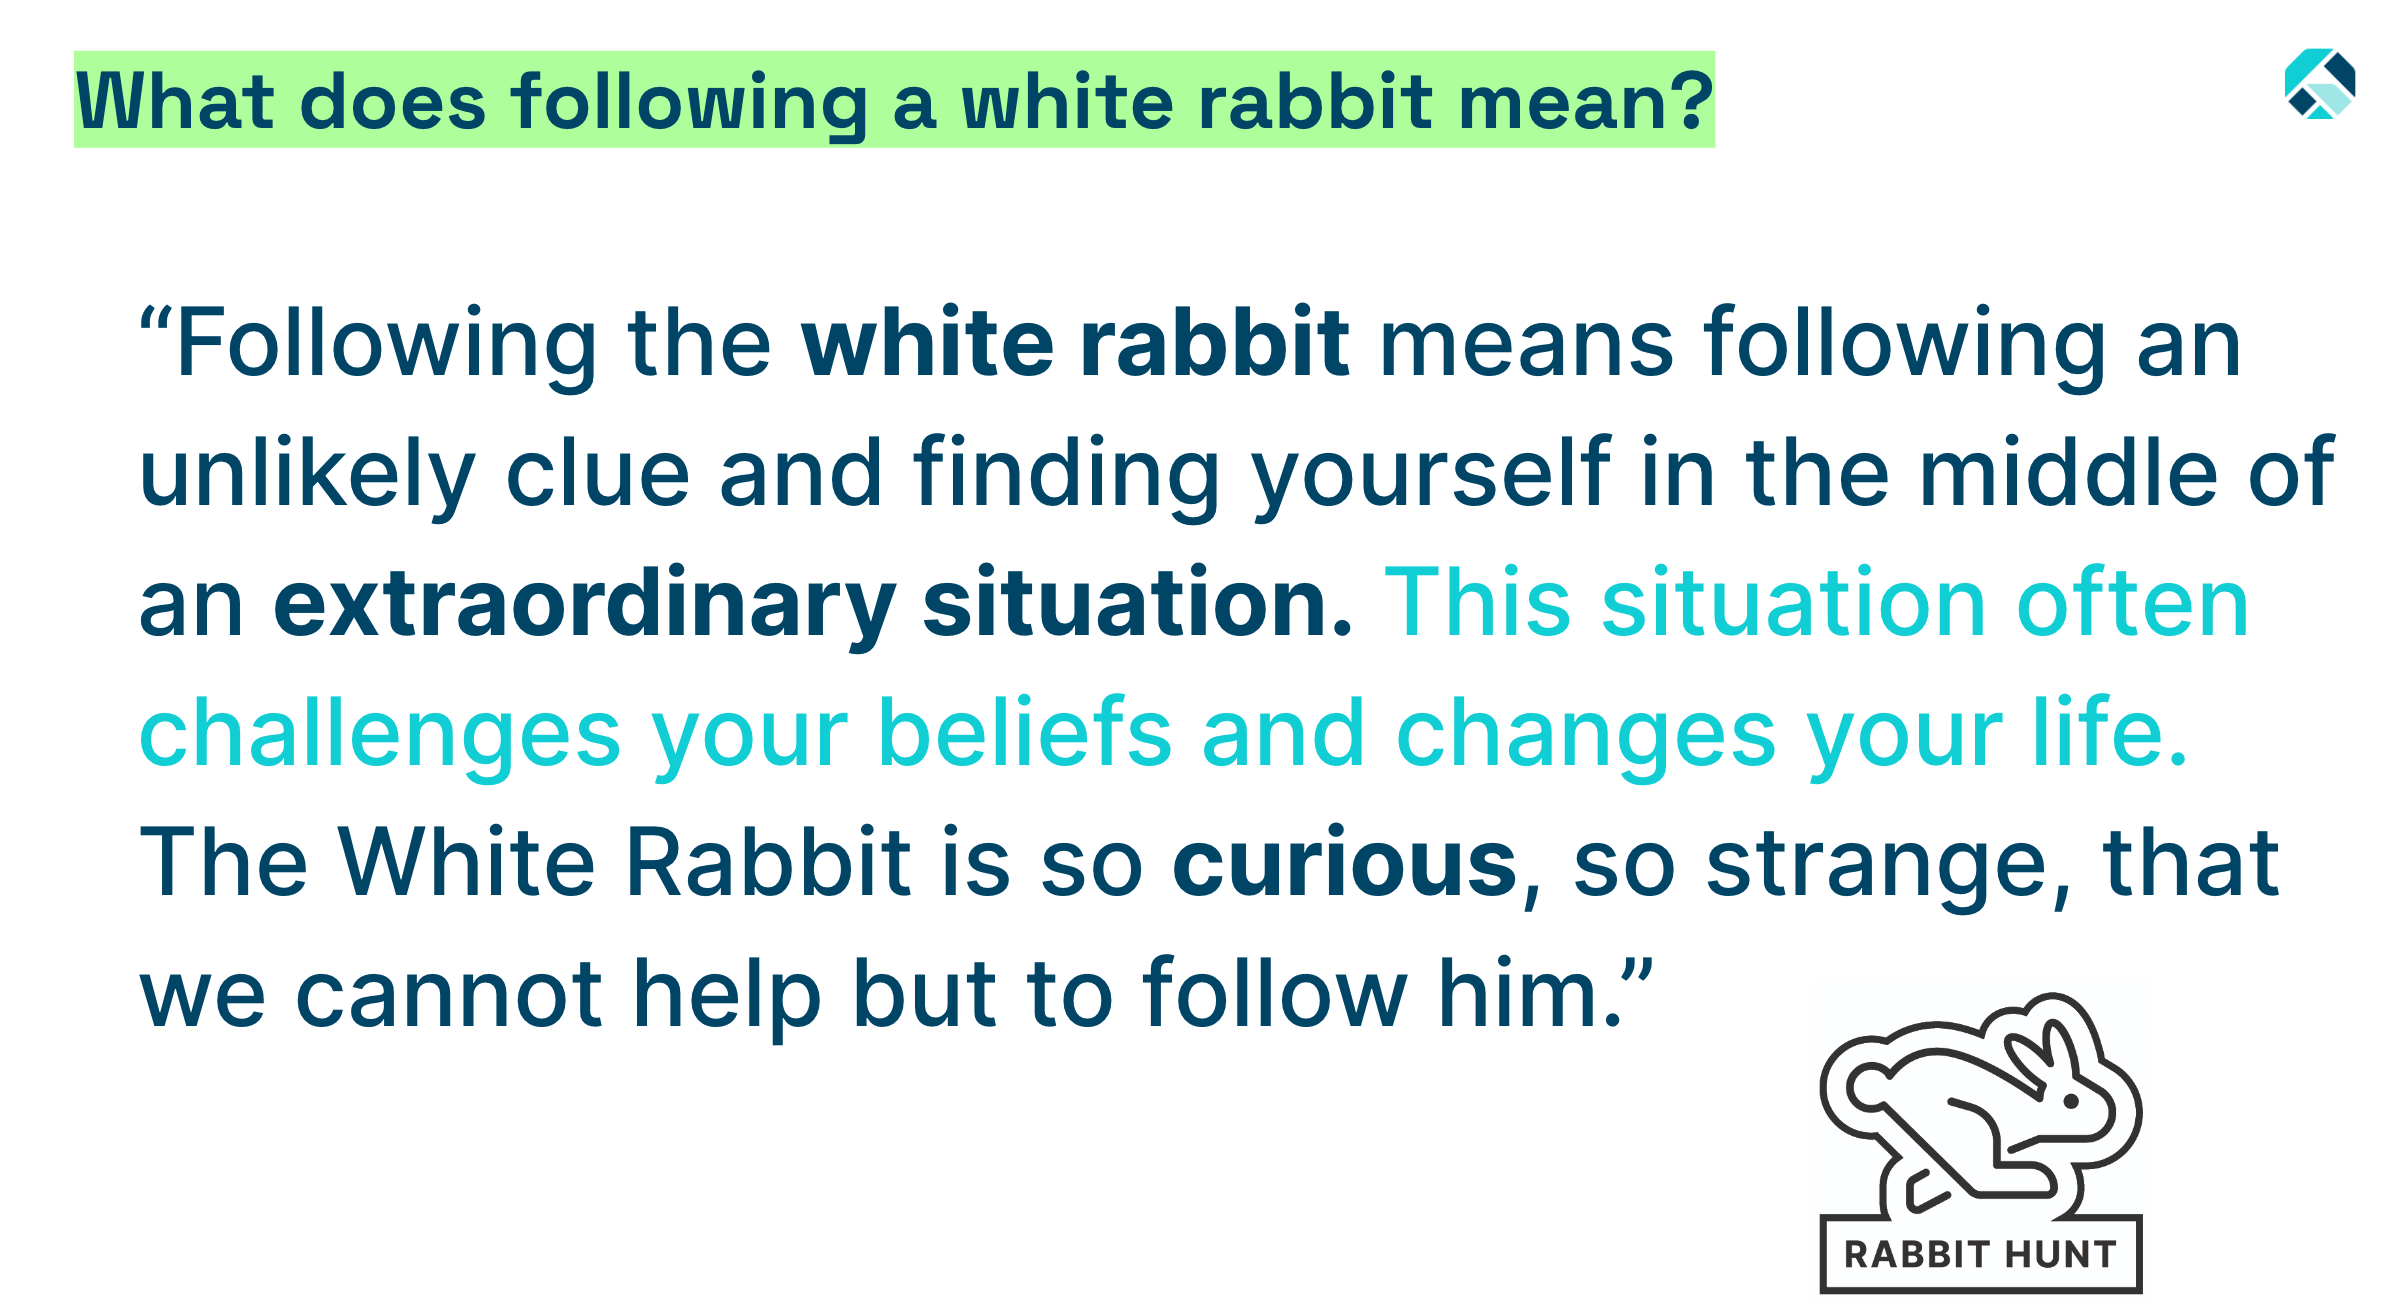 What does following a white rabbit mean?
“Following the white rabbit means following an
unlikely clue and finding yourself in the middle of
an extraordinary situation. This situation often
challenges your beliefs and changes your life.
The White Rabbit is so curious, so strange, that
we cannot help but to follow him.”
RABBIT HUNT